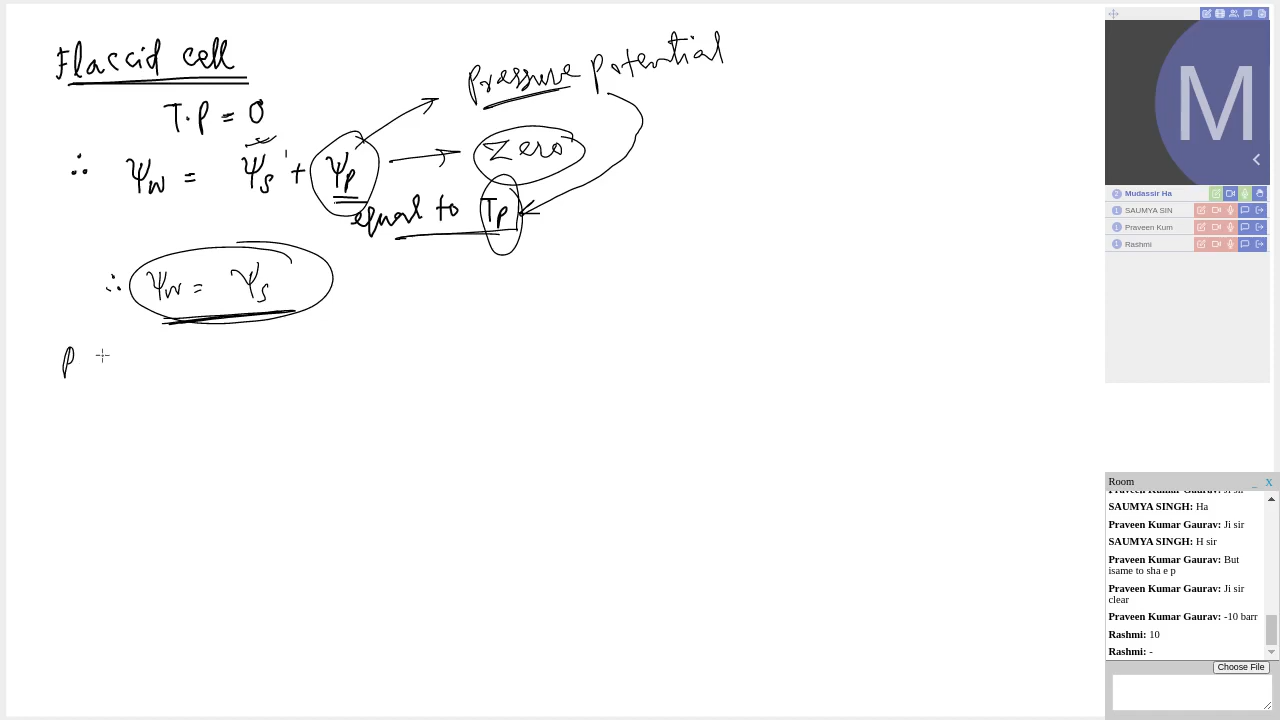 Flaccid cell
Pressure potential
T.P = 0
∴ Ψw = Ψs + Ψp → Zero
equal to Tp
∴ Ψw = Ψs
P
M
Mudassir Ha
SAUMYA SIN
Praveen Kum
Rashmi
Room _ X
SAUMYA SINGH: Ha
Praveen Kumar Gaurav: Ji sir
SAUMYA SINGH: H sir
Praveen Kumar Gaurav: But
isame to sha e p
Praveen Kumar Gaurav: Ji sir
clear
Praveen Kumar Gaurav: -10 barr
Rashmi: 10
Rashmi: -
Choose File